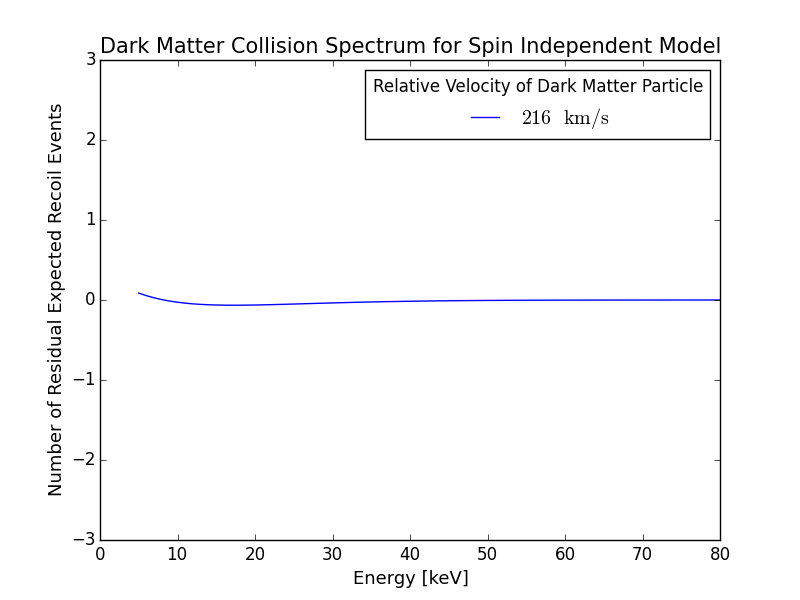 Dark Matter Collision Spectrum for Spin Independent Model
3
2
1
0
−1
−2
−3
Number of Residual Expected Recoil Events
Relative Velocity of Dark Matter Particle
216 km/s
0 10 20 30 40 50 60 70 80
Energy [keV]